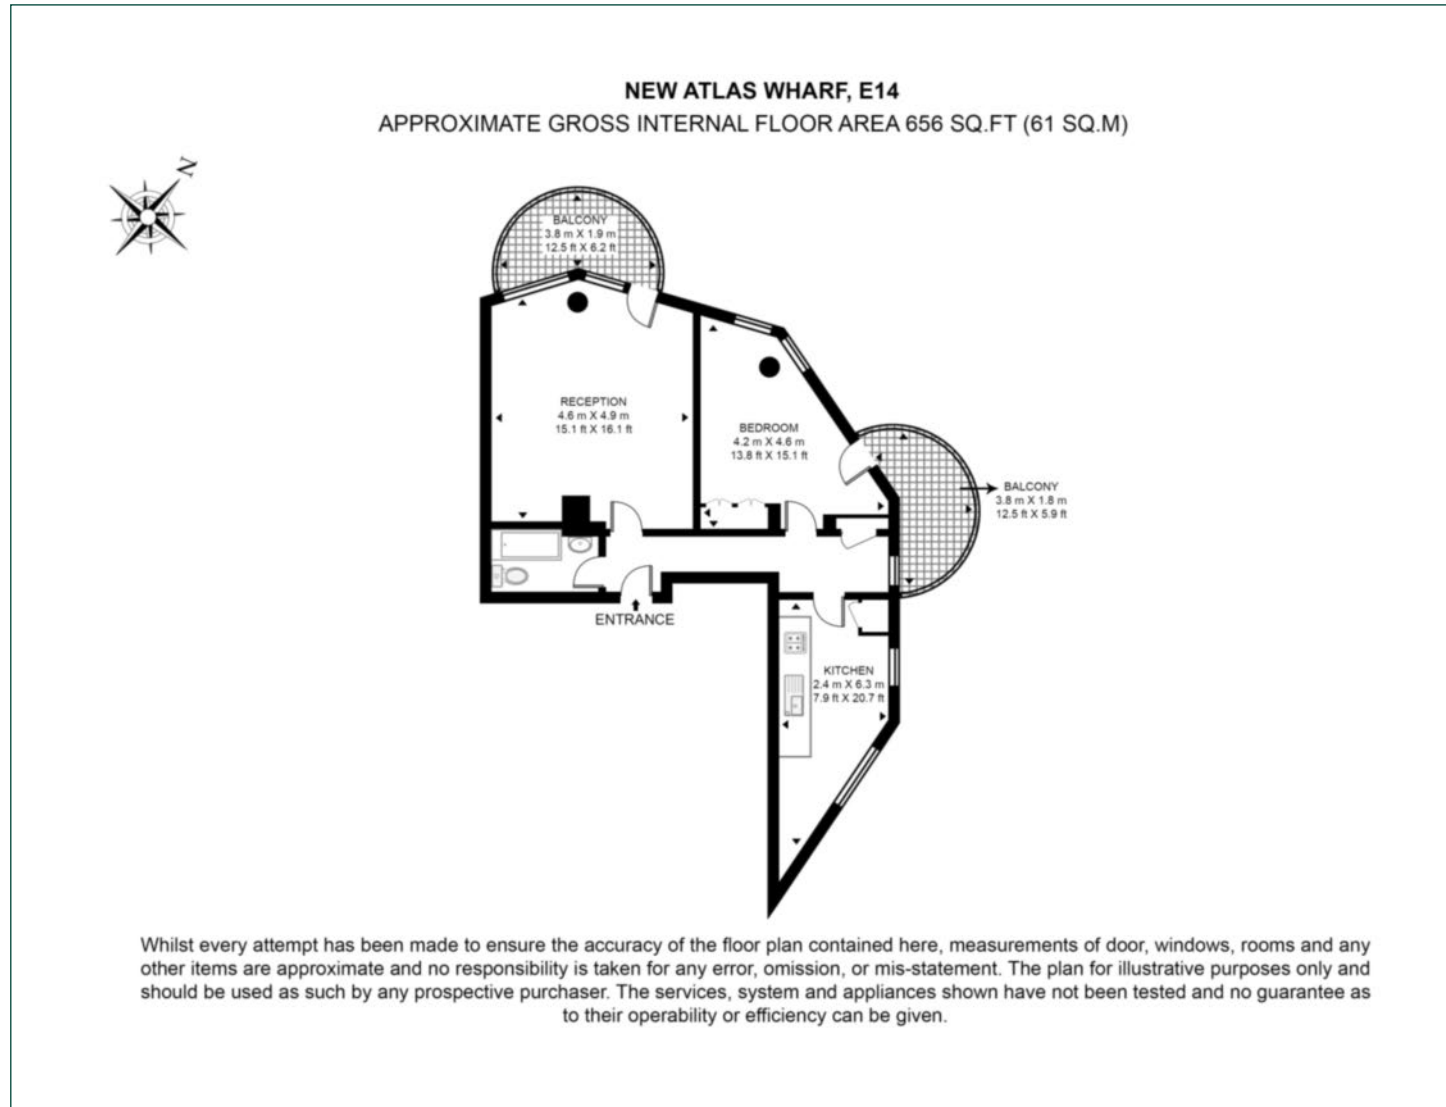 NEW ATLAS WHARF, E14
APPROXIMATE GROSS INTERNAL FLOOR AREA 656 SQ.FT (61 SQ.M)
N
BALCONY
3.8 m X 1.9 m
12.5 ft X 6.2 ft
RECEPTION
4.6 m X 4.9 m
15.1 ft X 16.1 ft
BEDROOM
4.2 m X 4.6 m
13.8 ft X 15.1 ft
BALCONY
3.8 m X 1.8 m
12.5 ft X 5.9 ft
ENTRANCE
KITCHEN
2.4 m X 6.3 m
7.9 ft X 20.7 ft
Whilst every attempt has been made to ensure the accuracy of the floor plan contained here, measurements of door, windows, rooms and any
other items are approximate and no responsibility is taken for any error, omission, or mis-statement. The plan for illustrative purposes only and
should be used as such by any prospective purchaser. The services, system and appliances shown have not been tested and no guarantee as
to their operability or efficiency can be given.